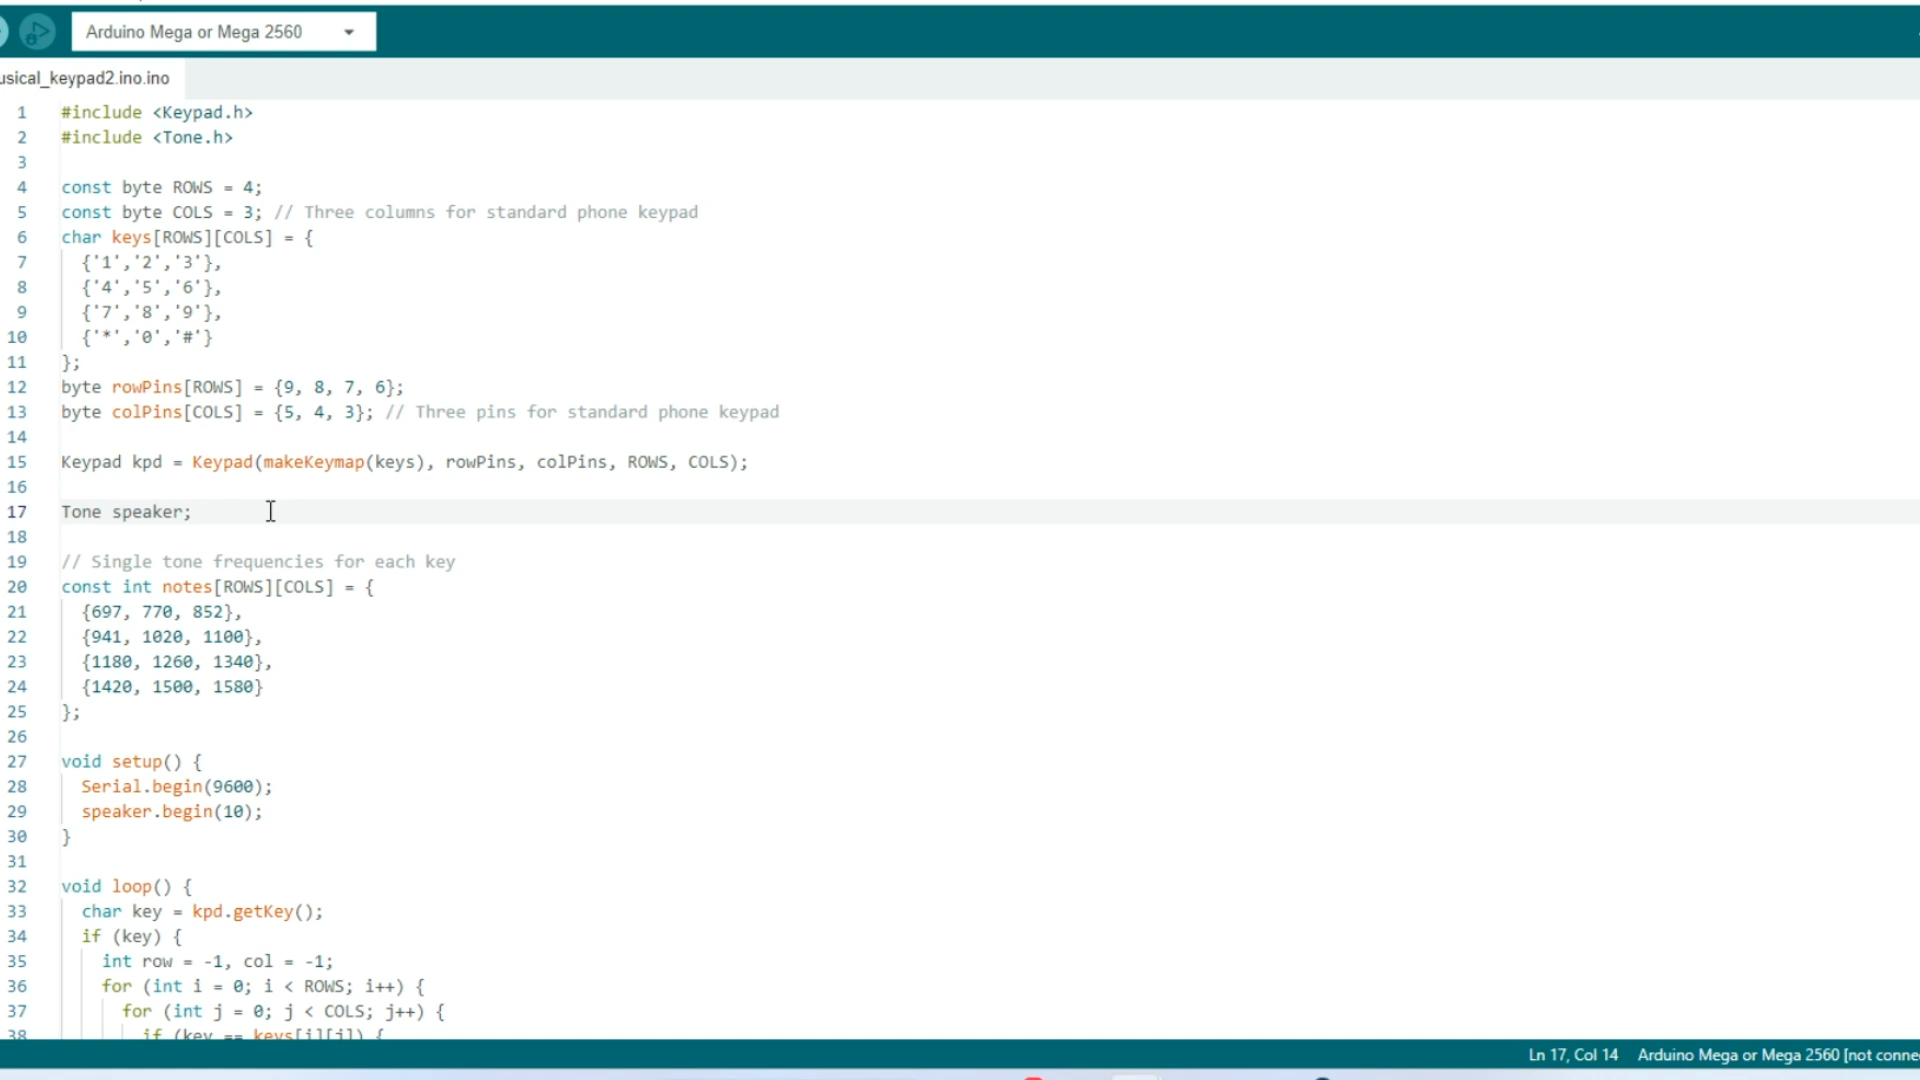 Arduino Mega or Mega 2560
usical_keypad2.ino.ino
1 #include <Keypad.h>
2 #include <Tone.h>
3
4 const byte ROWS = 4;
5 const byte COLS = 3; // Three columns for standard phone keypad
6 char keys[ROWS][COLS] = {
7 {'1','2','3'},
8 {'4','5','6'},
9 {'7','8','9'},
10 {'*','0','#'}
11 };
12 byte rowPins[ROWS] = {9, 8, 7, 6};
13 byte colPins[COLS] = {5, 4, 3}; // Three pins for standard phone keypad
14
15 Keypad kpd = Keypad(makeKeymap(keys), rowPins, colPins, ROWS, COLS);
16
17 Tone speaker;
18
19 // Single tone frequencies for each key
20 const int notes[ROWS][COLS] = {
21 {697, 770, 852},
22 {941, 1020, 1100},
23 {1180, 1260, 1340},
24 {1420, 1500, 1580}
25 };
26
27 void setup() {
28 Serial.begin(9600);
29 speaker.begin(10);
30 }
31
32 void loop() {
33 char key = kpd.getKey();
34 if (key) {
35 int row = -1, col = -1;
36 for (int i = 0; i < ROWS; i++) {
37 for (int j = 0; j < COLS; j++) {
38 if (key == keys[i][j]) {
Ln 17, Col 14 Arduino Mega or Mega 2560 [not conne